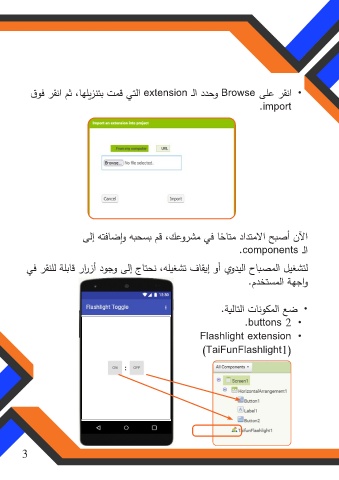 • انقر على Browse وحدد الـ extension التي قمت بتنزيلها، ثم انقر فوق
import.
Import an extension into project
From my computer URL
Browse... No file selected.
Cancel Import
الآن أصبح الامتداد متاحًا في مشروعك، قم بسحبه وإضافته إلى
الـ components.
لتشغيل المصباح اليدوي أو إيقاف تشغيله، نحتاج إلى وجود أزرار قابلة للنقر في
واجهة المستخدم.
• ضع المكونات التالية.
• 2 buttons.
• Flashlight extension
(TaiFunFlashlight1)
Flashlight Toggle
ON : OFF
All Components
Screen1
HorizontalArrangement1
Button1
Label1
Button2
TaifunFlashlight1
3